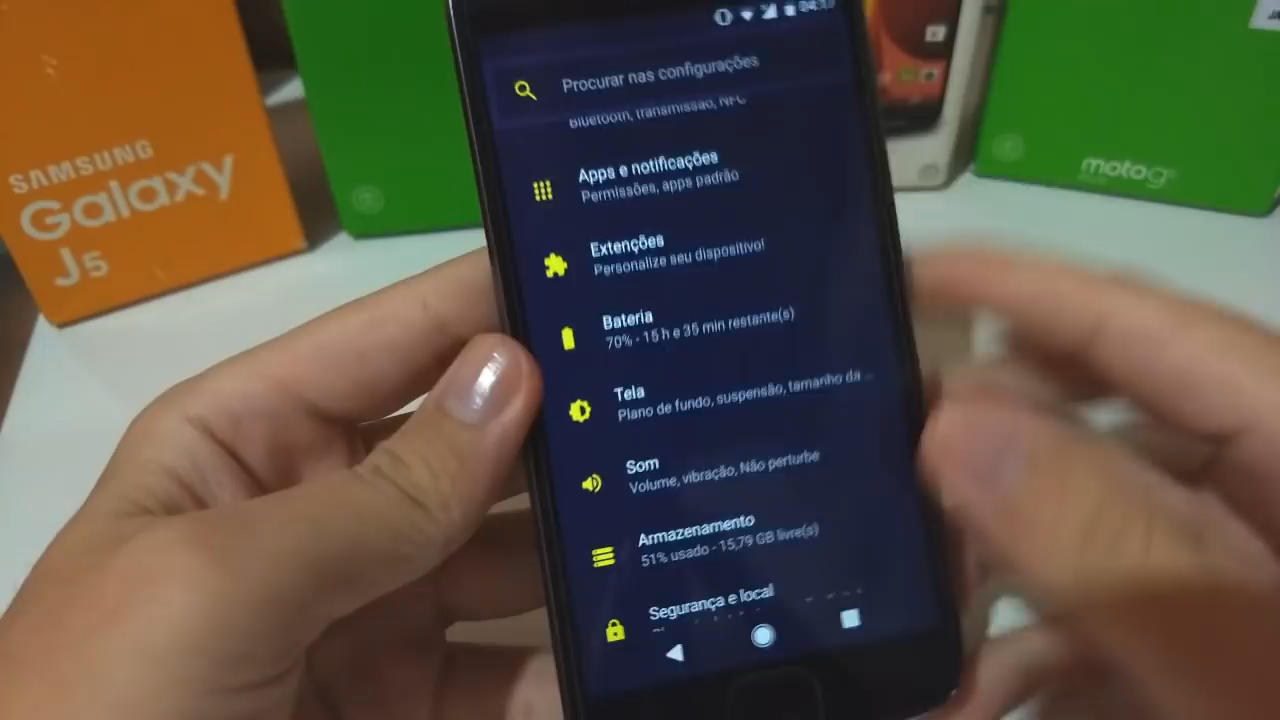 04:17
Procurar nas configurações
Bluetooth, transmissão, NFC
Apps e notificações
Permissões, apps padrão
Extenções
Personalize seu dispositivo!
Bateria
70% - 15 h e 35 min restante(s)
Tela
Plano de fundo, suspensão, tamanho da ...
Som
Volume, vibração, Não perturbe
Armazenamento
51% usado - 15,79 GB livre(s)
Segurança e local
SAMSUNG
Galaxy
J5
moto g